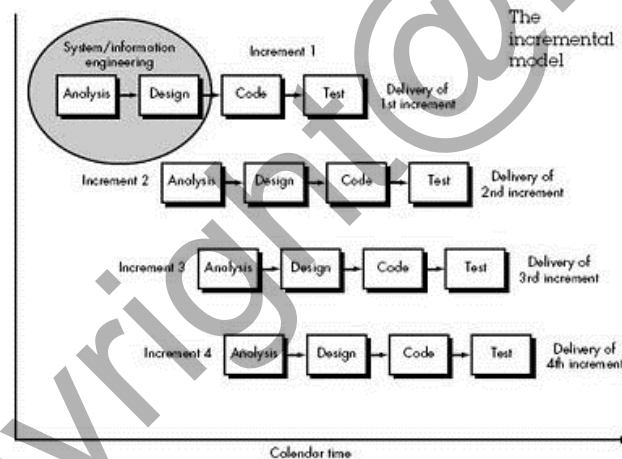 The
incremental
model
System/information
engineering
Increment 1
Analysis
Design
Code
Test
Delivery of
1st increment
Increment 2
Analysis
Design
Code
Test
Delivery of
2nd increment
Increment 3
Analysis
Design
Code
Test
Delivery of
3rd increment
Increment 4
Analysis
Design
Code
Test
Delivery of
4th increment
Calendar time